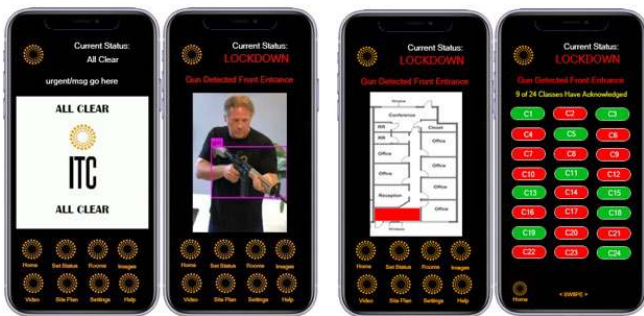 Current Status:
All Clear
urgent/msg go here
ALL CLEAR
ITC
ALL CLEAR
Home Set Status Rooms Images
Video Site Plan Settings Help
Current Status:
LOCKDOWN
Gun Detected Front Entrance
Home Set Status Rooms Images
Video Site Plan Settings Help
Current Status:
LOCKDOWN
Gun Detected Front Entrance
Conference
RR
Closet
RR
Office
Office
Office
Office
Office
Reception
Office
Home Set Status Rooms Images
Video Site Plan Settings Help
Current Status:
LOCKDOWN
Gun Detected Front Entrance
9 of 24 Classes Have Acknowledged
C1 C2 C3
C4 C5 C6
C7 C8 C9
C10 C11 C12
C13 C14 C15
C16 C17 C18
C19 C20 C21
C22 C23 C24
Home
< SWIPE >